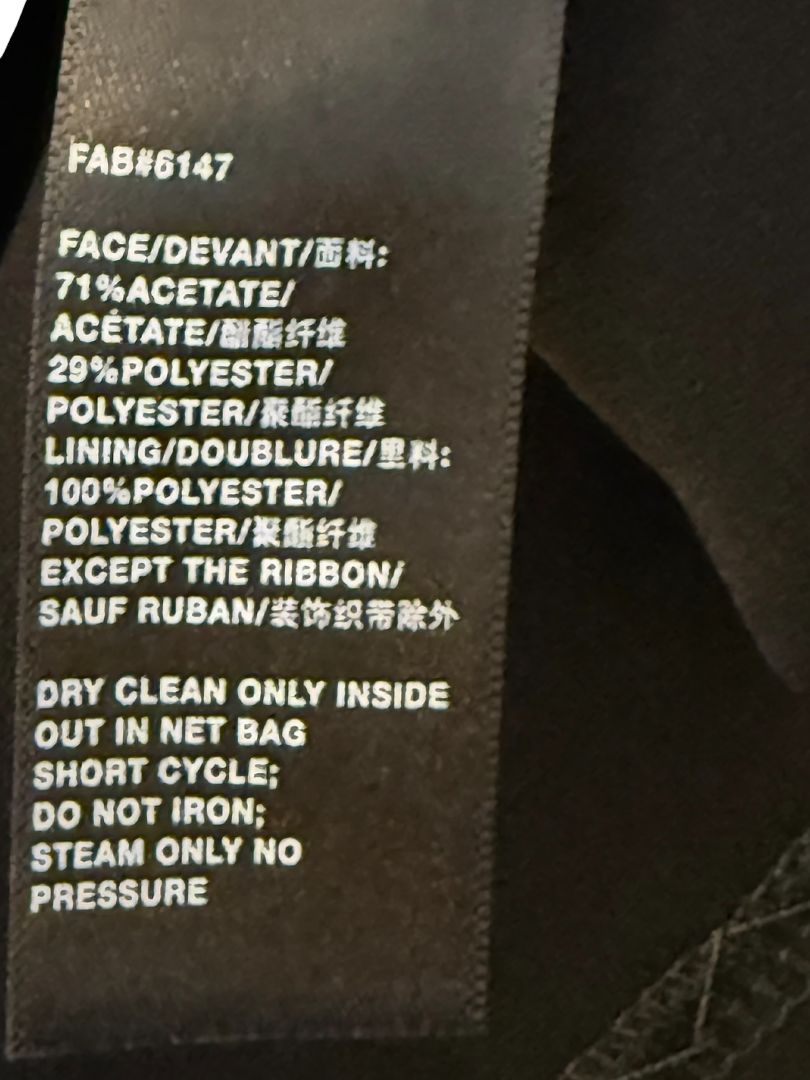 FAB#6147
FACE/DEVANT/面料:
71%ACETATE/
ACÉTATE/醋酯纤维
29%POLYESTER/
POLYESTER/聚酯纤维
LINING/DOUBLURE/里料:
100%POLYESTER/
POLYESTER/聚酯纤维
EXCEPT THE RIBBON/
SAUF RUBAN/装饰织带除外
DRY CLEAN ONLY INSIDE
OUT IN NET BAG
SHORT CYCLE;
DO NOT IRON;
STEAM ONLY NO
PRESSURE